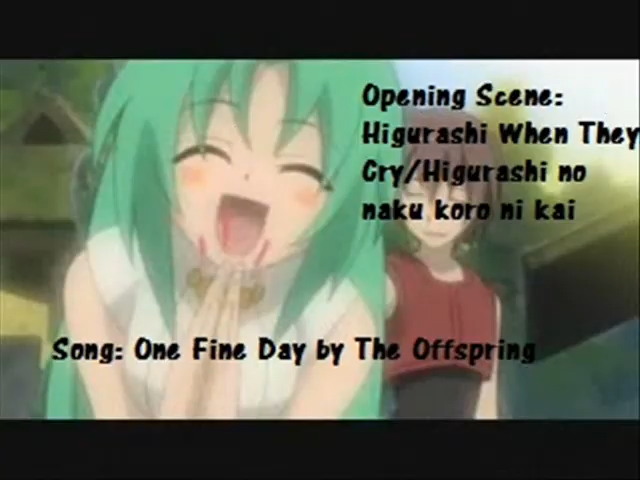 Opening Scene:
Higurashi When They
Cry/Higurashi no
naku koro ni kai
Song: One Fine Day by The Offspring